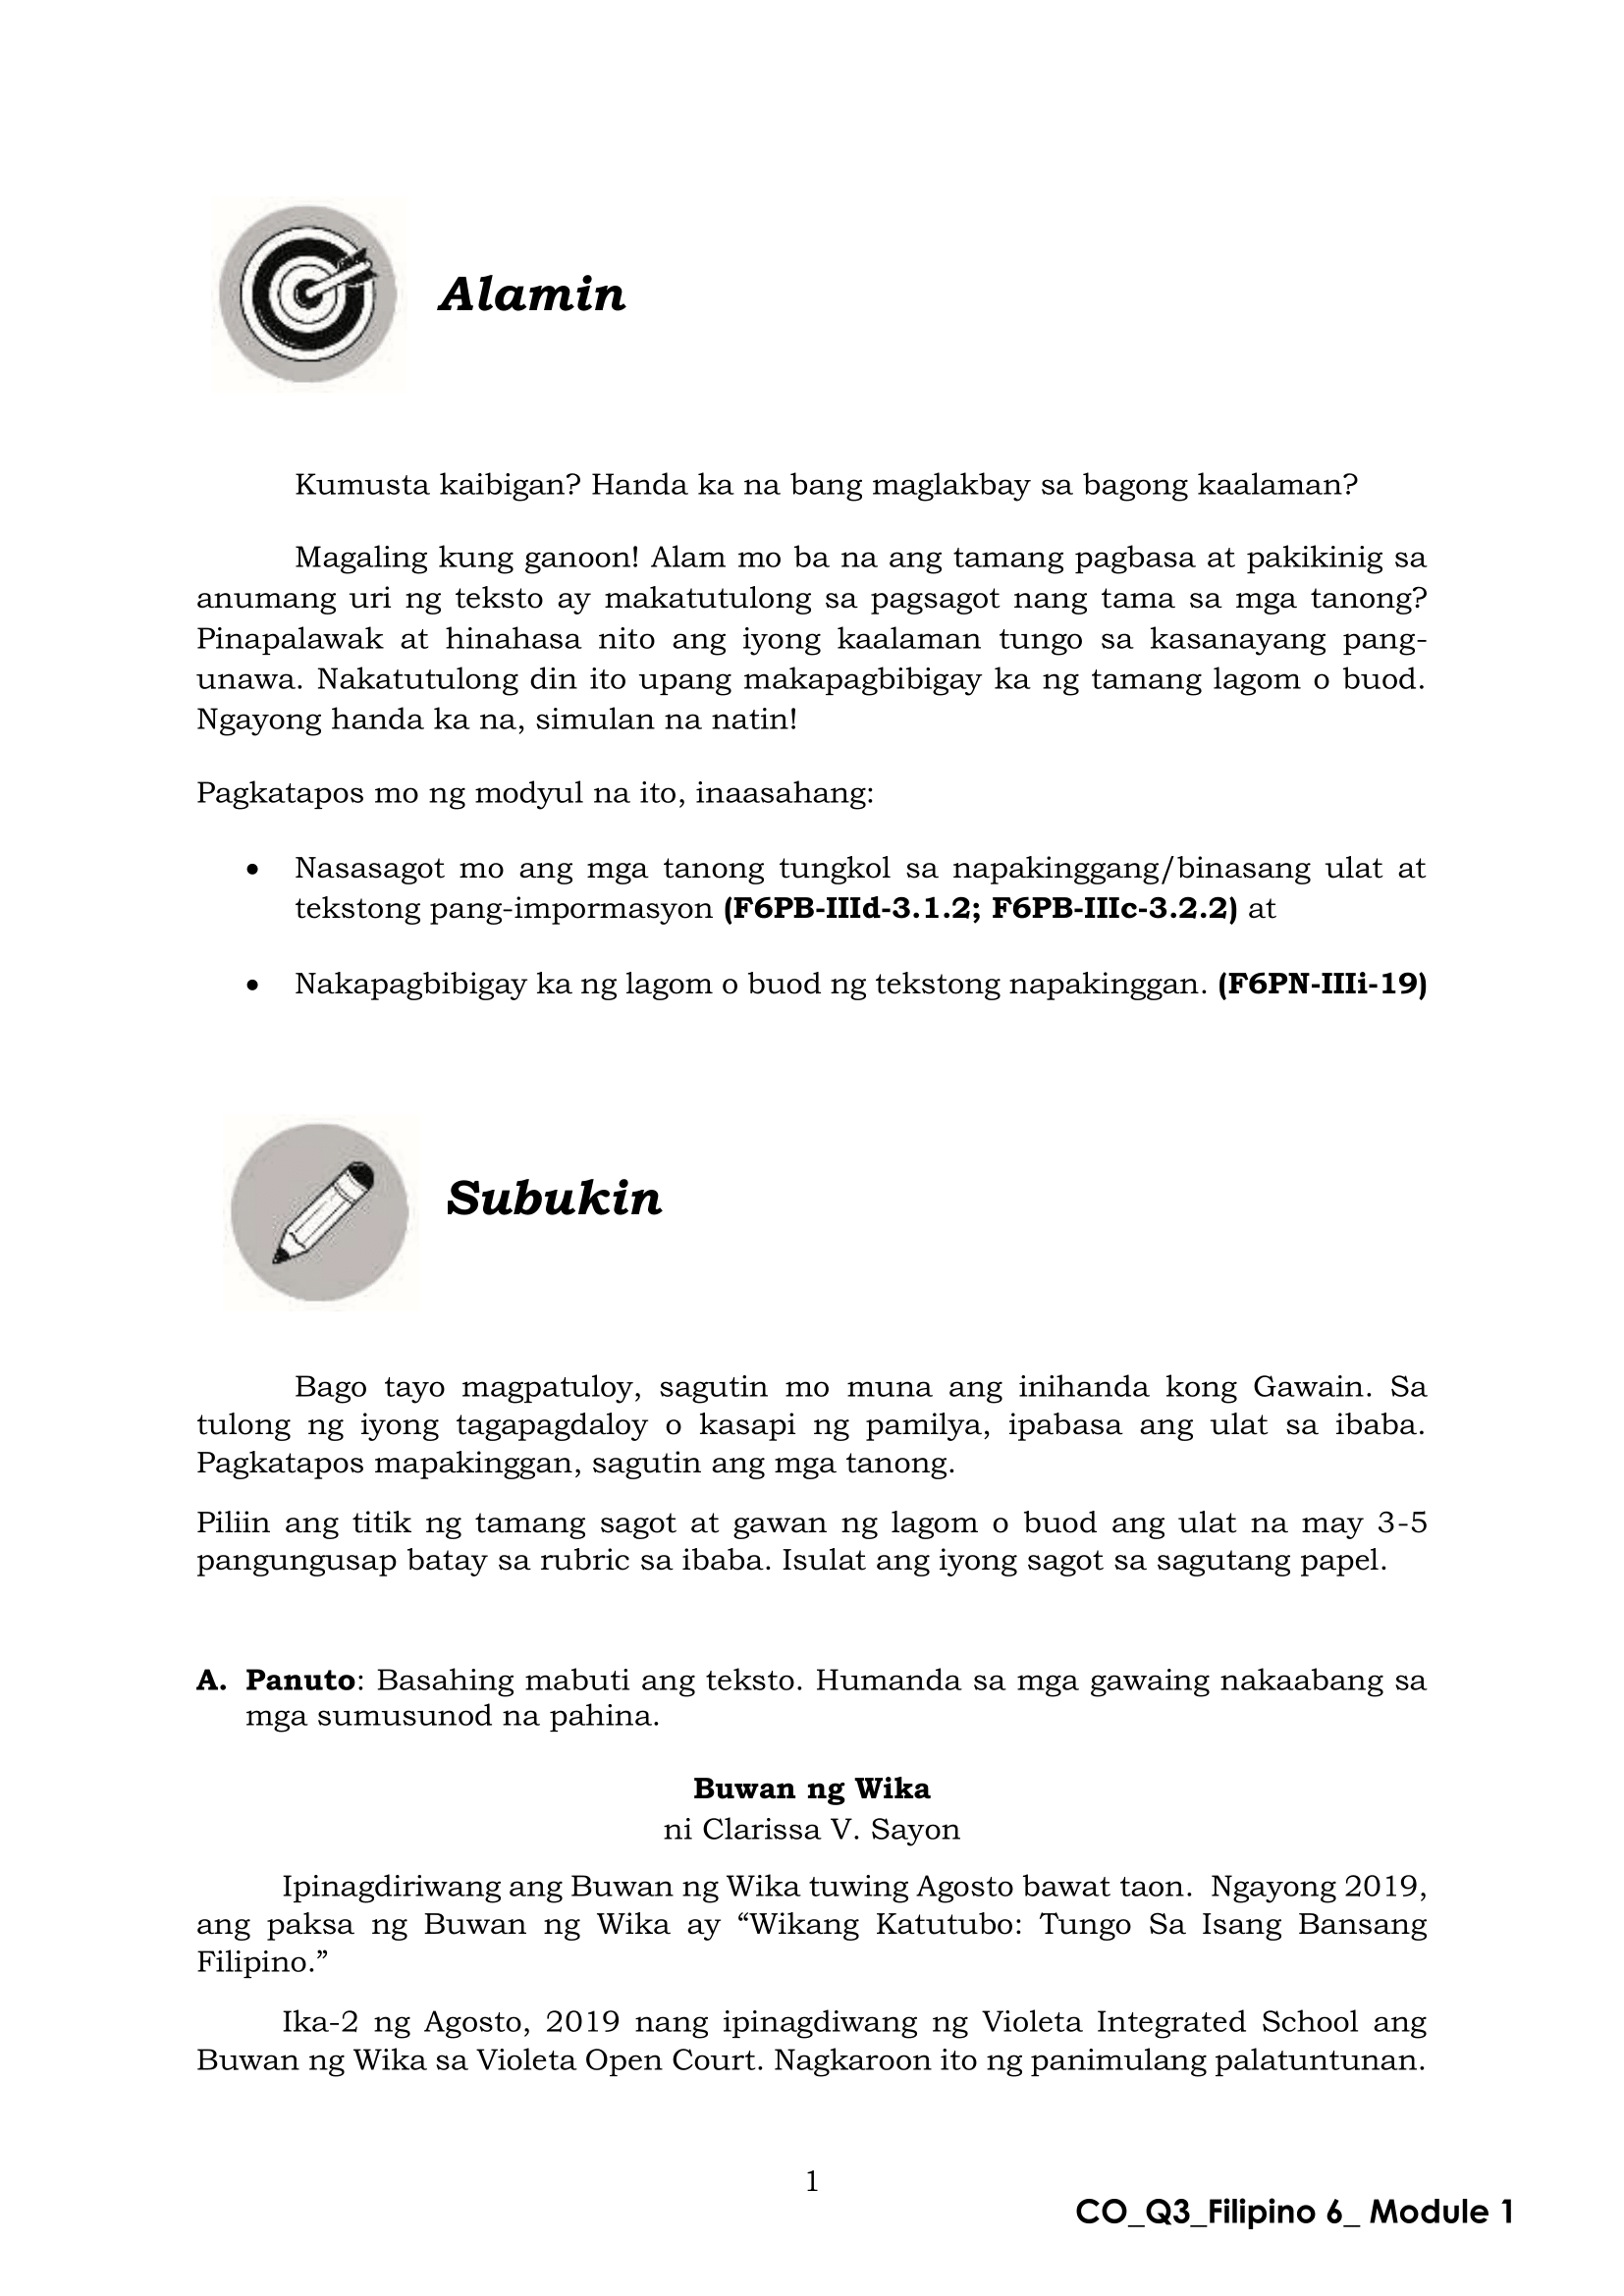 Alamin
Kumusta kaibigan? Handa ka na bang maglakbay sa bagong kaalaman?
Magaling kung ganoon! Alam mo ba na ang tamang pagbasa at pakikinig sa
anumang uri ng teksto ay makatutulong sa pagsagot nang tama sa mga tanong?
Pinapalawak at hinahasa nito ang iyong kaalaman tungo sa kasanayang pang-
unawa. Nakatutulong din ito upang makapagbibigay ka ng tamang lagom o buod.
Ngayong handa ka na, simulan na natin!
Pagkatapos mo ng modyul na ito, inaasahang:
• Nasasagot mo ang mga tanong tungkol sa napakinggang/binasang ulat at
tekstong pang-impormasyon (F6PB-IIId-3.1.2; F6PB-IIIc-3.2.2) at
• Nakapagbibigay ka ng lagom o buod ng tekstong napakinggan. (F6PN-IIIi-19)
Subukin
Bago tayo magpatuloy, sagutin mo muna ang inihanda kong Gawain. Sa
tulong ng iyong tagapagdaloy o kasapi ng pamilya, ipabasa ang ulat sa ibaba.
Pagkatapos mapakinggan, sagutin ang mga tanong.
Piliin ang titik ng tamang sagot at gawan ng lagom o buod ang ulat na may 3-5
pangungusap batay sa rubric sa ibaba. Isulat ang iyong sagot sa sagutang papel.
A. Panuto: Basahing mabuti ang teksto. Humanda sa mga gawaing nakaabang sa
mga sumusunod na pahina.
Buwan ng Wika
ni Clarissa V. Sayon
Ipinagdiriwang ang Buwan ng Wika tuwing Agosto bawat taon. Ngayong 2019,
ang paksa ng Buwan ng Wika ay “Wikang Katutubo: Tungo Sa Isang Bansang
Filipino.”
Ika-2 ng Agosto, 2019 nang ipinagdiwang ng Violeta Integrated School ang
Buwan ng Wika sa Violeta Open Court. Nagkaroon ito ng panimulang palatuntunan.
1
CO_Q3_Filipino 6_ Module 1